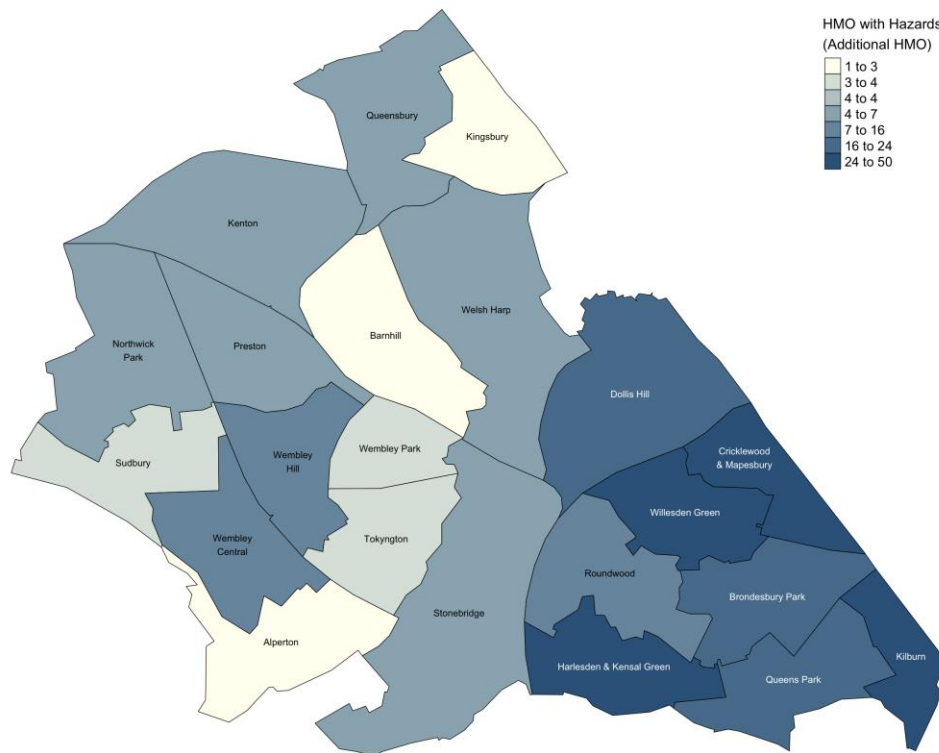 HMO with Hazards
(Additional HMO)
1 to 3
3 to 4
4 to 4
4 to 7
7 to 16
16 to 24
24 to 50
Queensbury
Kingsbury
Kenton
Welsh Harp
Barnhill
Northwick
Park
Preston
Dollis Hill
Wembley Park
Cricklewood
& Mapesbury
Sudbury
Wembley
Hill
Willesden Green
Wembley
Central
Tokyngton
Roundwood
Brondesbury Park
Stonebridge
Alperton
Kilburn
Harlesden & Kensal Green
Queens Park